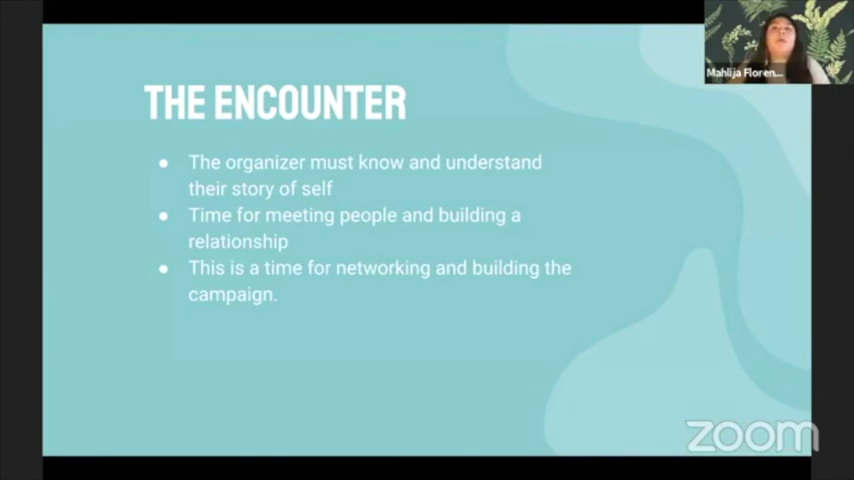 Mahlija Floren...
THE ENCOUNTER
● The organizer must know and understand
their story of self
● Time for meeting people and building a
relationship
● This is a time for networking and building the
campaign.
zoom